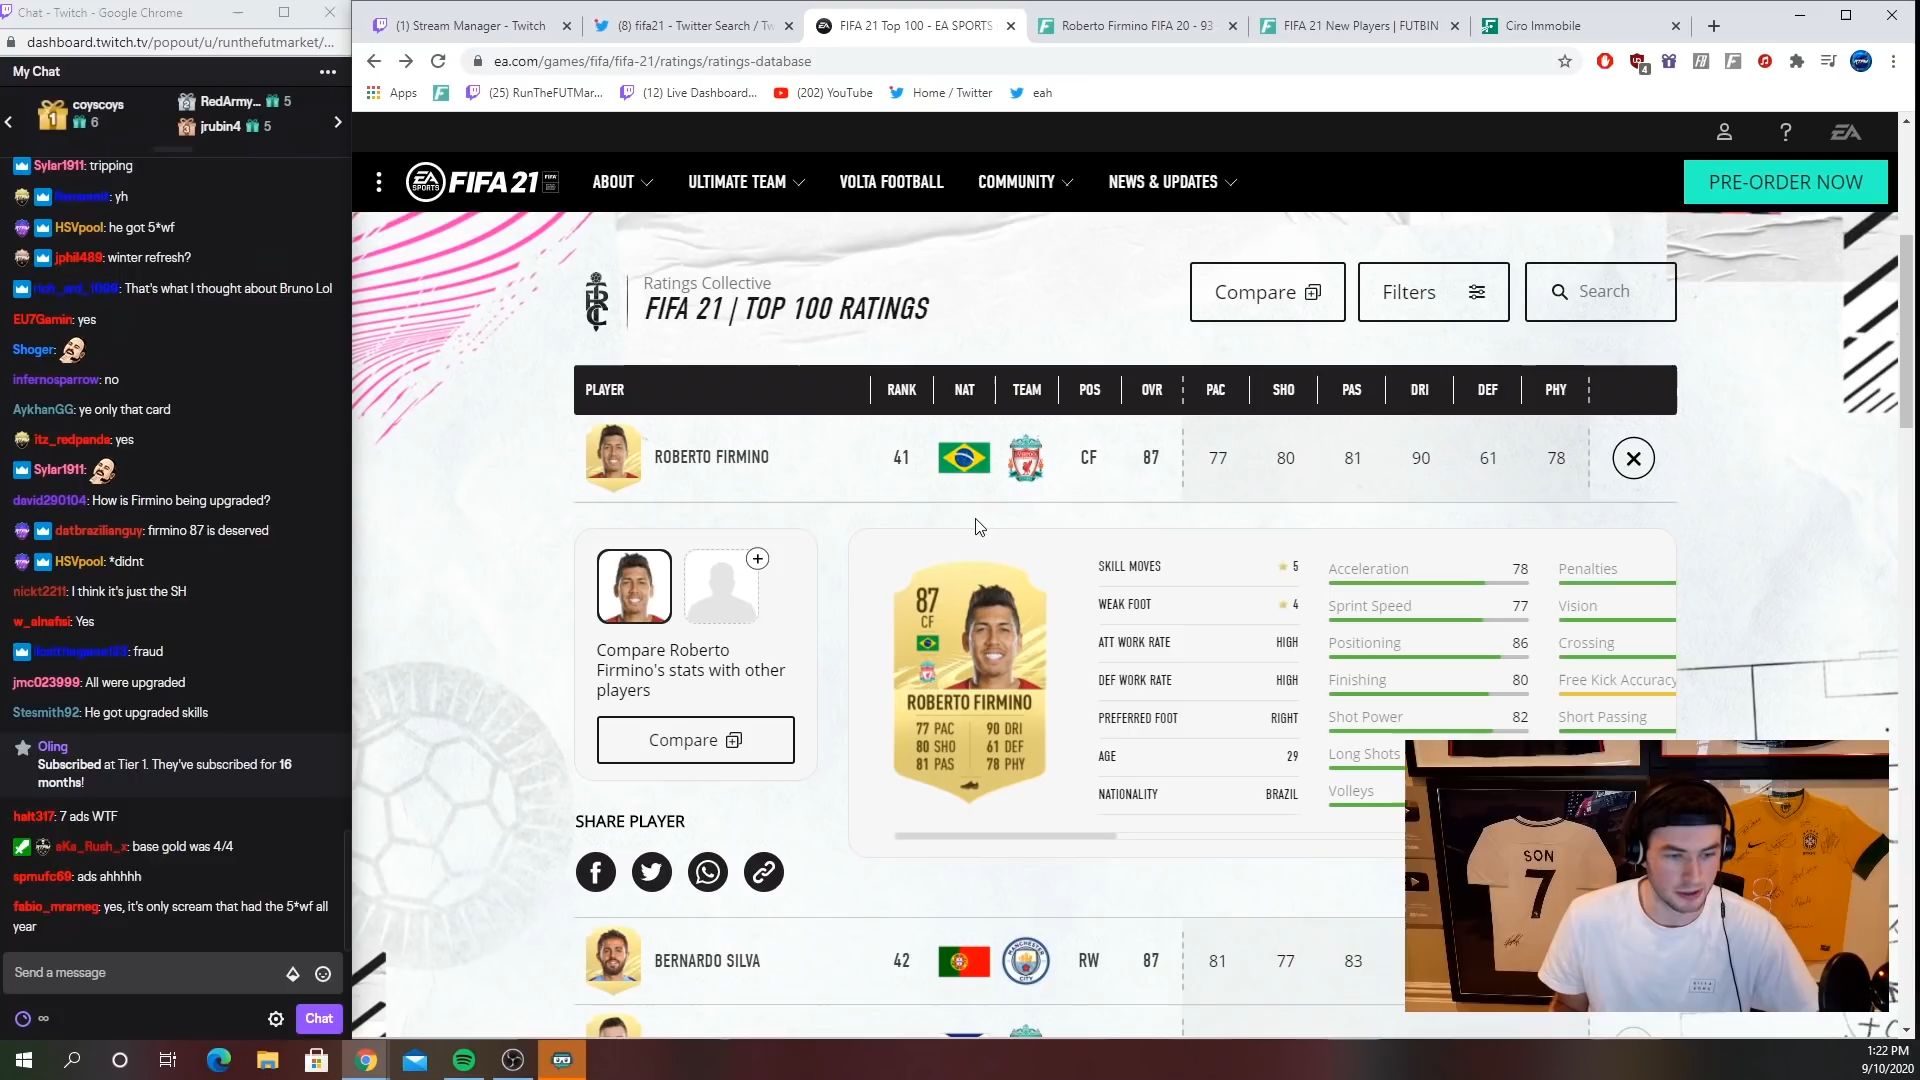 Chat - Twitch - Google Chrome
dashboard.twitch.tv/popout/u/runthefutmarket/...
My Chat
coyscoys
6
RedArmy... 5
jrubin4 5
Sylar1911: tripping
: yh
HSVpool: he got 5*wf
jphil489: winter refresh?
: That's what I thought about Bruno Lol
EU7Gamin: yes
Shoger:
infernosparrow: no
AykhanGG: ye only that card
itz_redpanda: yes
Sylar1911:
david290104: How is Firmino being upgraded?
datbrazilianguy: firmino 87 is deserved
HSVpool: *didnt
nickt2211: I think it's just the SH
w_alnafisi: Yes
: fraud
jmc023999: All were upgraded
Stesmith92: He got upgraded skills
Oling
Subscribed at Tier 1. They've subscribed for 16
months!
halt317: 7 ads WTF
aKa_Rush_x: base gold was 4/4
spmufc69: ads ahhhhh
fabio_mrarneg: yes, it's only scream that had the 5*wf all
year
Send a message
Chat
(1) Stream Manager - Twitch
(8) fifa21 - Twitter Search / Tw
FIFA 21 Top 100 - EA SPORTS
Roberto Firmino FIFA 20 - 93
FIFA 21 New Players | FUTBIN
Ciro Immobile
ea.com/games/fifa/fifa-21/ratings/ratings-database
Apps
(25) RunTheFUTMar...
(12) Live Dashboard...
(202) YouTube
Home / Twitter
eah
EA SPORTS FIFA 21
ABOUT
ULTIMATE TEAM
VOLTA FOOTBALL
COMMUNITY
NEWS & UPDATES
PRE-ORDER NOW
Ratings Collective
FIFA 21 | TOP 100 RATINGS
Compare
Filters
Search
PLAYER RANK NAT TEAM POS OVR PAC SHO PAS DRI DEF PHY
ROBERTO FIRMINO 41 CF 87 77 80 81 90 61 78
Compare Roberto
Firmino's stats with other
players
Compare
SHARE PLAYER
87
CF
ROBERTO FIRMINO
77 PAC 90 DRI
80 SHO 61 DEF
81 PAS 78 PHY
SKILL MOVES 5
WEAK FOOT 4
ATT WORK RATE HIGH
DEF WORK RATE HIGH
PREFERRED FOOT RIGHT
AGE 29
NATIONALITY BRAZIL
Acceleration 78
Sprint Speed 77
Positioning 86
Finishing 80
Shot Power 82
Long Shots
Volleys
Penalties
Vision
Crossing
Free Kick Accuracy
Short Passing
BERNARDO SILVA 42 RW 87 81 77 83
SON
7
1:22 PM
9/10/2020